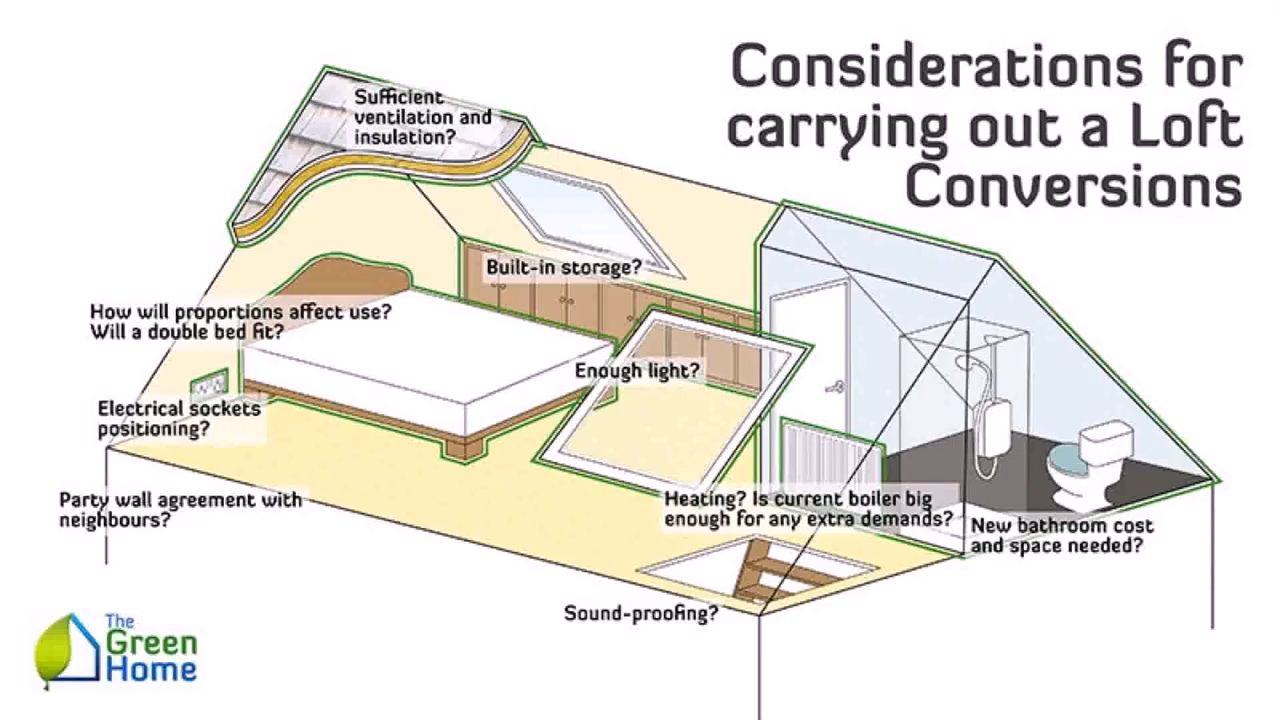 Considerations for
carrying out a Loft
Conversions
Sufficient
ventilation and
insulation?
Built-in storage?
How will proportions affect use?
Will a double bed fit?
Enough light?
Electrical sockets
positioning?
Party wall agreement with
neighbours?
Heating? Is current boiler big
enough for any extra demands?
New bathroom cost
and space needed?
Sound-proofing?
The
Green
Home